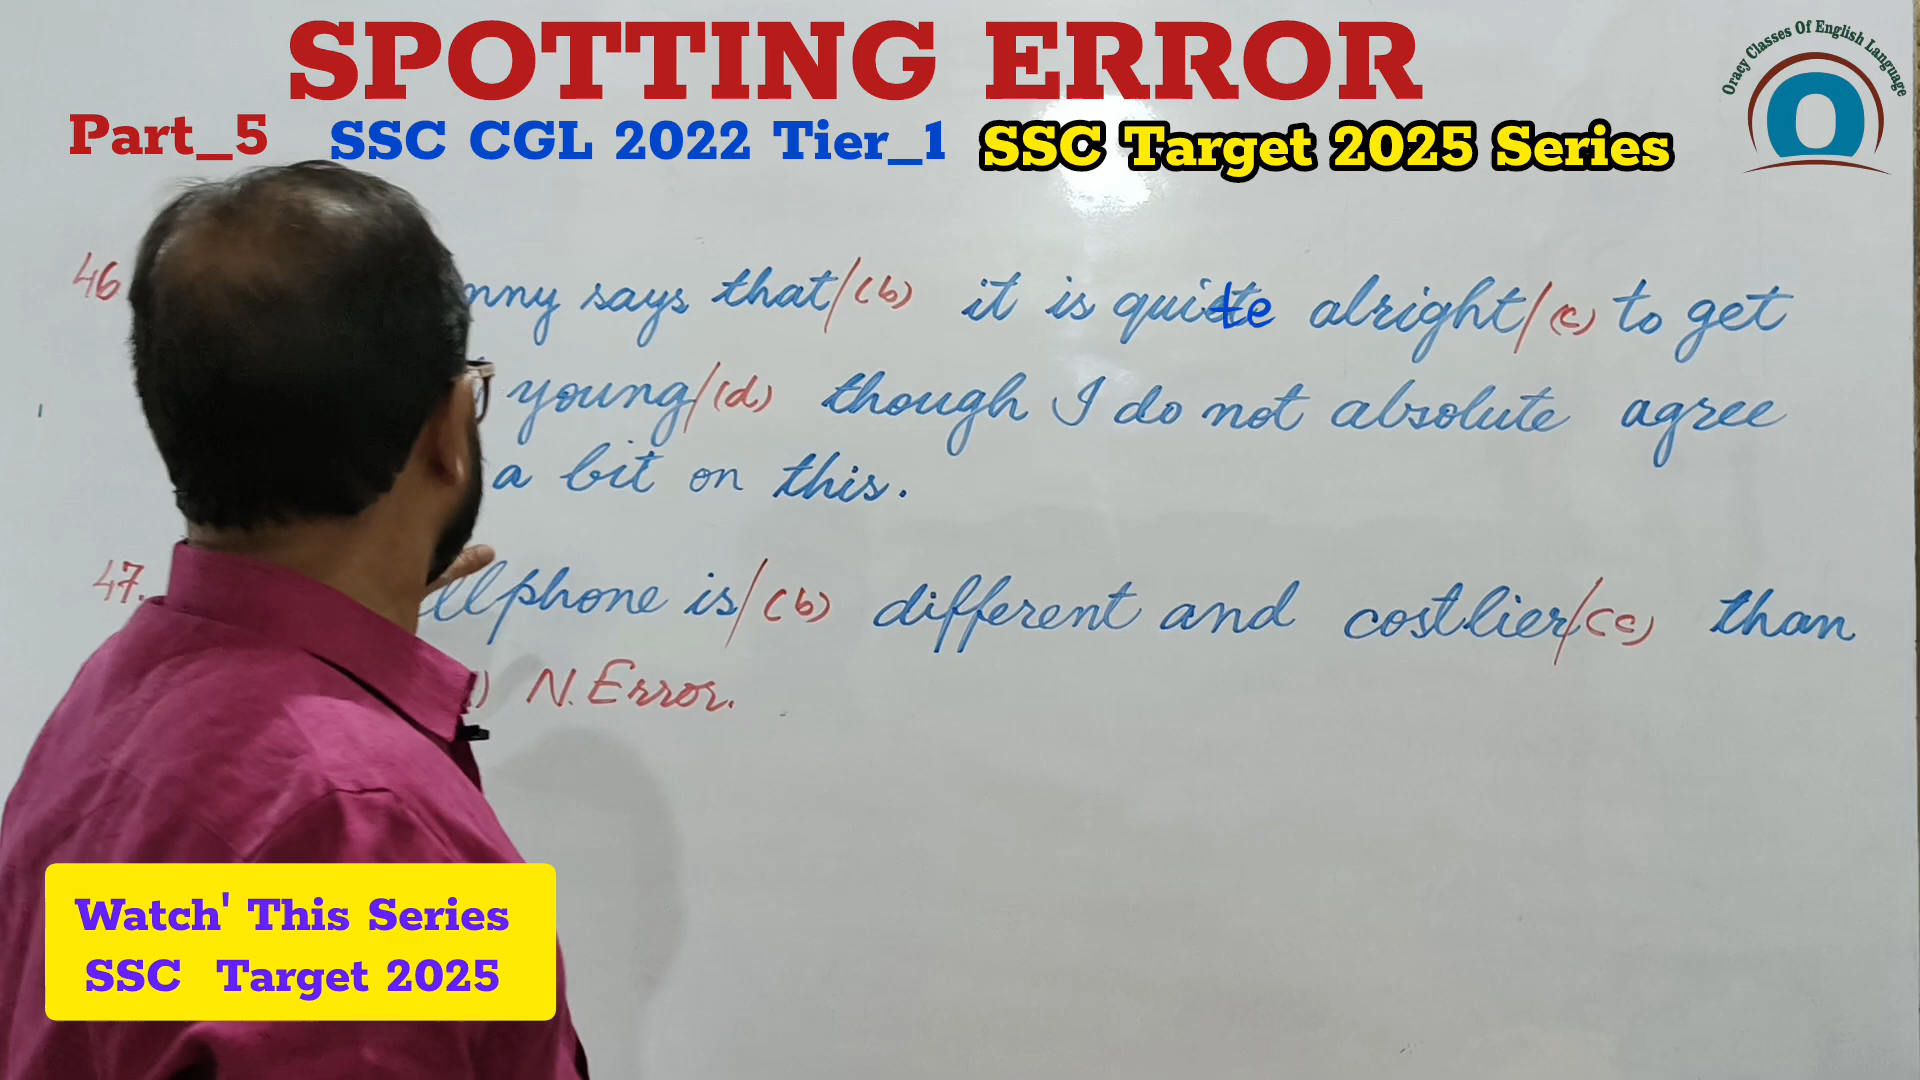 SPOTTING ERROR
Oracy Classes Of English Language
O
Part_5 SSC CGL 2022 Tier_1 SSC Target 2025 Series
46 nny says that/(b) it is quite alright/(c) to get
young/(d) though I do not absolute agree
a bit on this.
47. llphone is/(b) different and costlier/(c) than
) N.Error.
Watch' This Series
SSC Target 2025